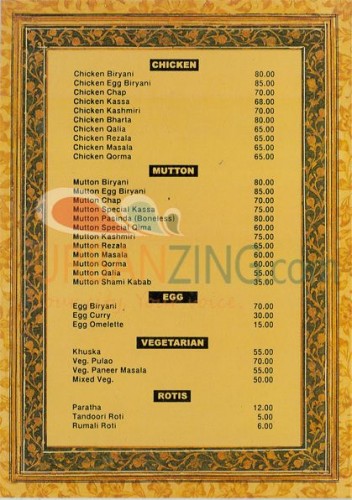 CHICKEN
Chicken Biryani 80.00
Chicken Egg Biryani 85.00
Chicken Chap 70.00
Chicken Kassa 68.00
Chicken Kashmiri 70.00
Chicken Bharta 80.00
Chicken Qalia 65.00
Chicken Rezala 65.00
Chicken Masala 65.00
Chicken Qorma 65.00
MUTTON
Mutton Biryani 80.00
Mutton Egg Biryani 85.00
Mutton Chap 70.00
Mutton Special Kassa 75.00
Mutton Pasinda (Boneless) 80.00
Mutton Special Qima 60.00
Mutton Kashmiri 75.00
Mutton Rezala 65.00
Mutton Masala 60.00
Mutton Qorma 60.00
Mutton Qalia 55.00
Mutton Shami Kabab 35.00
EGG
Egg Biryani 70.00
Egg Curry 30.00
Egg Omelette 15.00
VEGETARIAN
Khuska 55.00
Veg. Pulao 70.00
Veg. Paneer Masala 55.00
Mixed Veg. 50.00
ROTIS
Paratha 12.00
Tandoori Roti 5.00
Rumali Roti 6.00